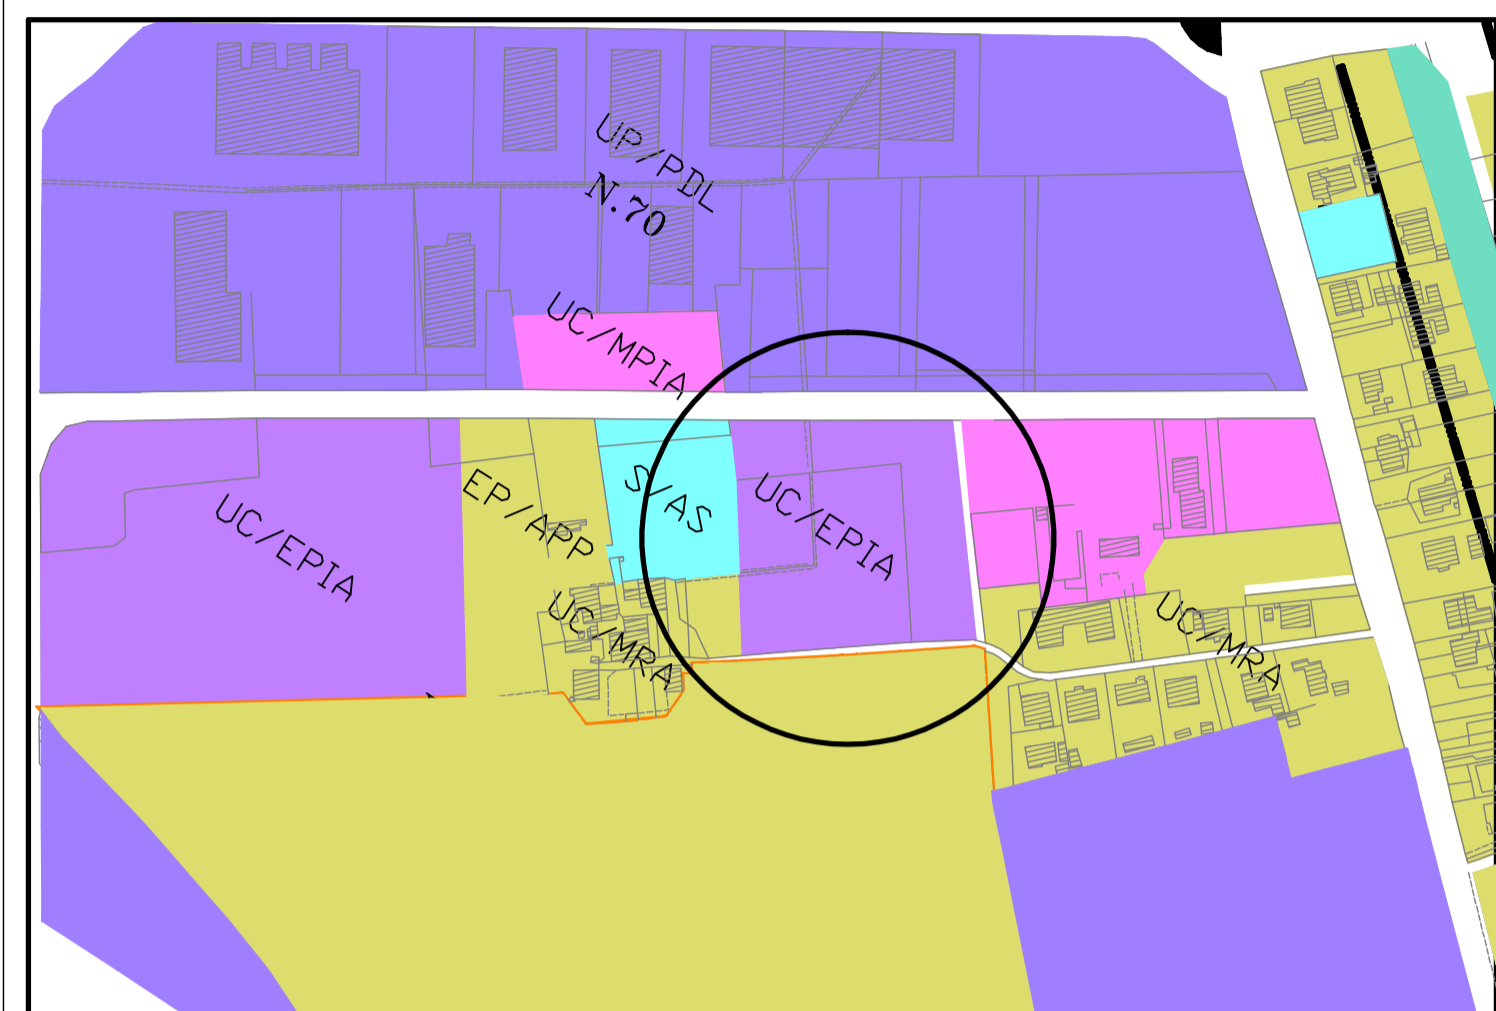 UP/PDL
N.70
UC/MPIA
UC/EPIA
EP/APP
S/AS
UC/EPIA
UC/MRA
UC/MRA